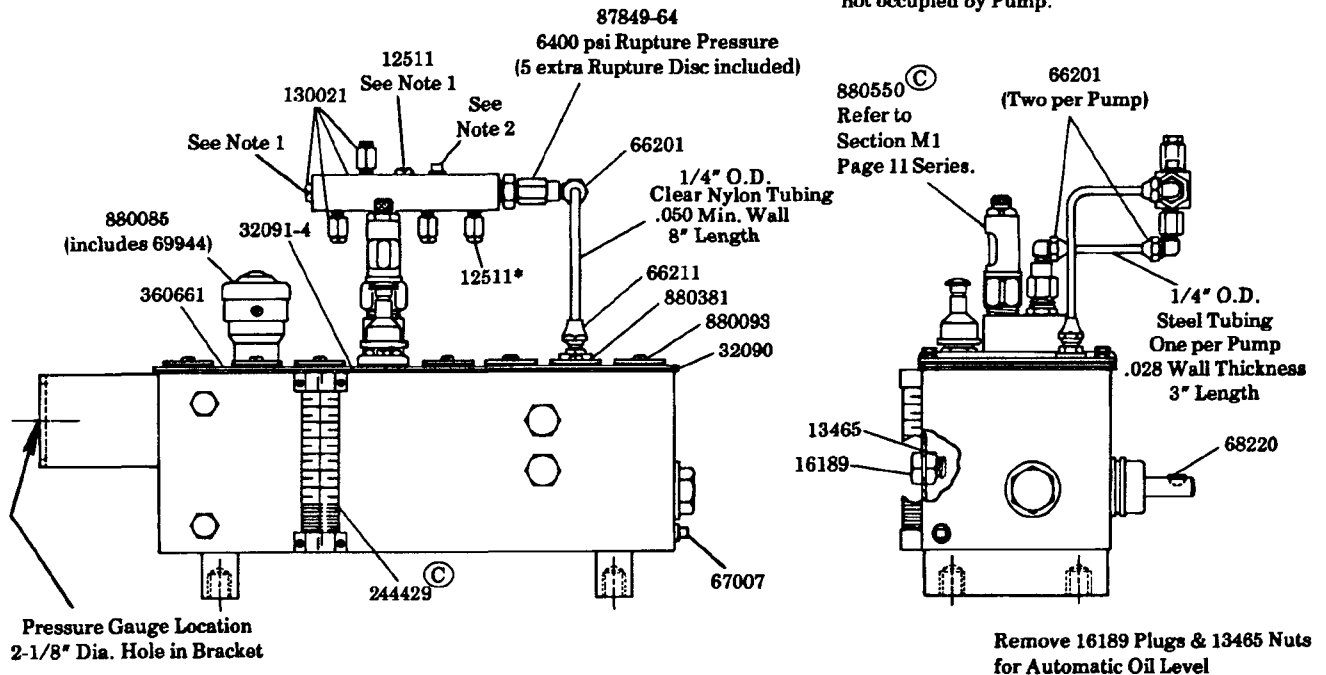 not occupied by Pump.
87849-64
6400 psi Rupture Pressure
(5 extra Rupture Disc included)
12511
See Note 1
130021
See
Note 2
See Note 1
66201
1/4" O.D.
Clear Nylon Tubing
.050 Min. Wall
8" Length
880085
(includes 69944)
32091-4
12511*
66211
880381
880093
32090
360661
244429 Ⓒ
67007
Pressure Gauge Location
2-1/8" Dia. Hole in Bracket
880550 Ⓒ
Refer to
Section M1
Page 11 Series.
66201
(Two per Pump)
1/4" O.D.
Steel Tubing
One per Pump
.028 Wall Thickness
3" Length
13465
16189
68220
Remove 16189 Plugs & 13465 Nuts
for Automatic Oil Level